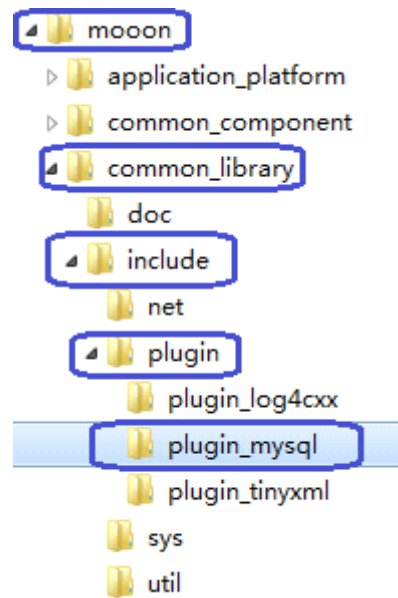 mooon
application_platform
common_component
common_library
doc
include
net
plugin
plugin_log4cxx
plugin_mysql
plugin_tinyxml
sys
util